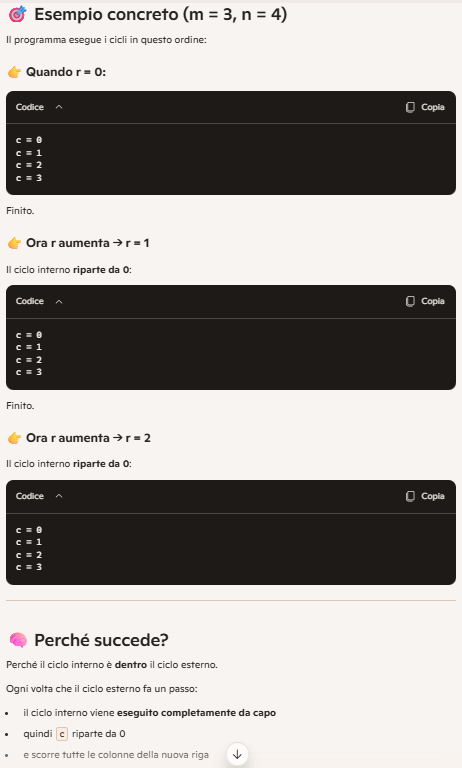 🎯 Esempio concreto (m = 3, n = 4)
Il programma esegue i cicli in questo ordine:
👉 Quando r = 0:
Codice
Copia
c = 0
c = 1
c = 2
c = 3
Finito.
👉 Ora r aumenta → r = 1
Il ciclo interno riparte da 0:
Codice
Copia
c = 0
c = 1
c = 2
c = 3
Finito.
👉 Ora r aumenta → r = 2
Il ciclo interno riparte da 0:
Codice
Copia
c = 0
c = 1
c = 2
c = 3
🧠 Perché succede?
Perché il ciclo interno è dentro il ciclo esterno.
Ogni volta che il ciclo esterno fa un passo:
• il ciclo interno viene eseguito completamente da capo
• quindi c riparte da 0
• e scorre tutte le colonne della nuova riga